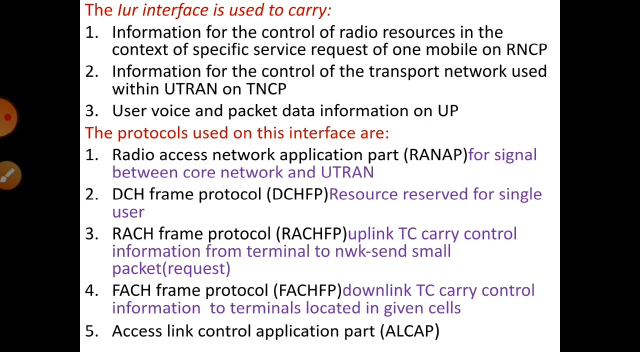 The Iur interface is used to carry:
1. Information for the control of radio resources in the
context of specific service request of one mobile on RNCP
2. Information for the control of the transport network used
within UTRAN on TNCP
3. User voice and packet data information on UP
The protocols used on this interface are:
1. Radio access network application part (RANAP)for signal
between core network and UTRAN
2. DCH frame protocol (DCHFP)Resource reserved for single
user
3. RACH frame protocol (RACHFP)uplink TC carry control
information from terminal to nwk-send small
packet(request)
4. FACH frame protocol (FACHFP)downlink TC carry control
information to terminals located in given cells
5. Access link control application part (ALCAP)